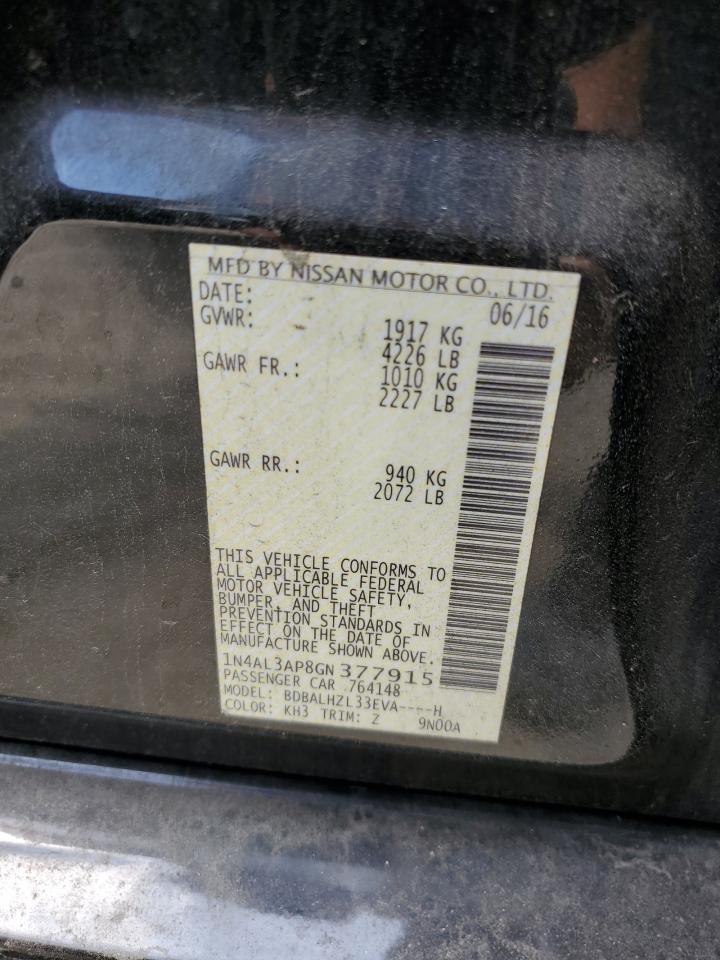 MFD BY NISSAN MOTOR CO., LTD.
DATE: 06/16
GVWR: 1917 KG
4226 LB
GAWR FR.: 1010 KG
2227 LB
GAWR RR.: 940 KG
2072 LB
THIS VEHICLE CONFORMS TO
ALL APPLICABLE FEDERAL
MOTOR VEHICLE SAFETY,
BUMPER, AND THEFT
PREVENTION STANDARDS IN
EFFECT ON THE DATE OF
MANUFACTURE SHOWN ABOVE.
1N4AL3AP8GN377915
PASSENGER CAR 764148
MODEL: BDBALHZL33EVA----H
COLOR: KH3 TRIM: Z 9N00A